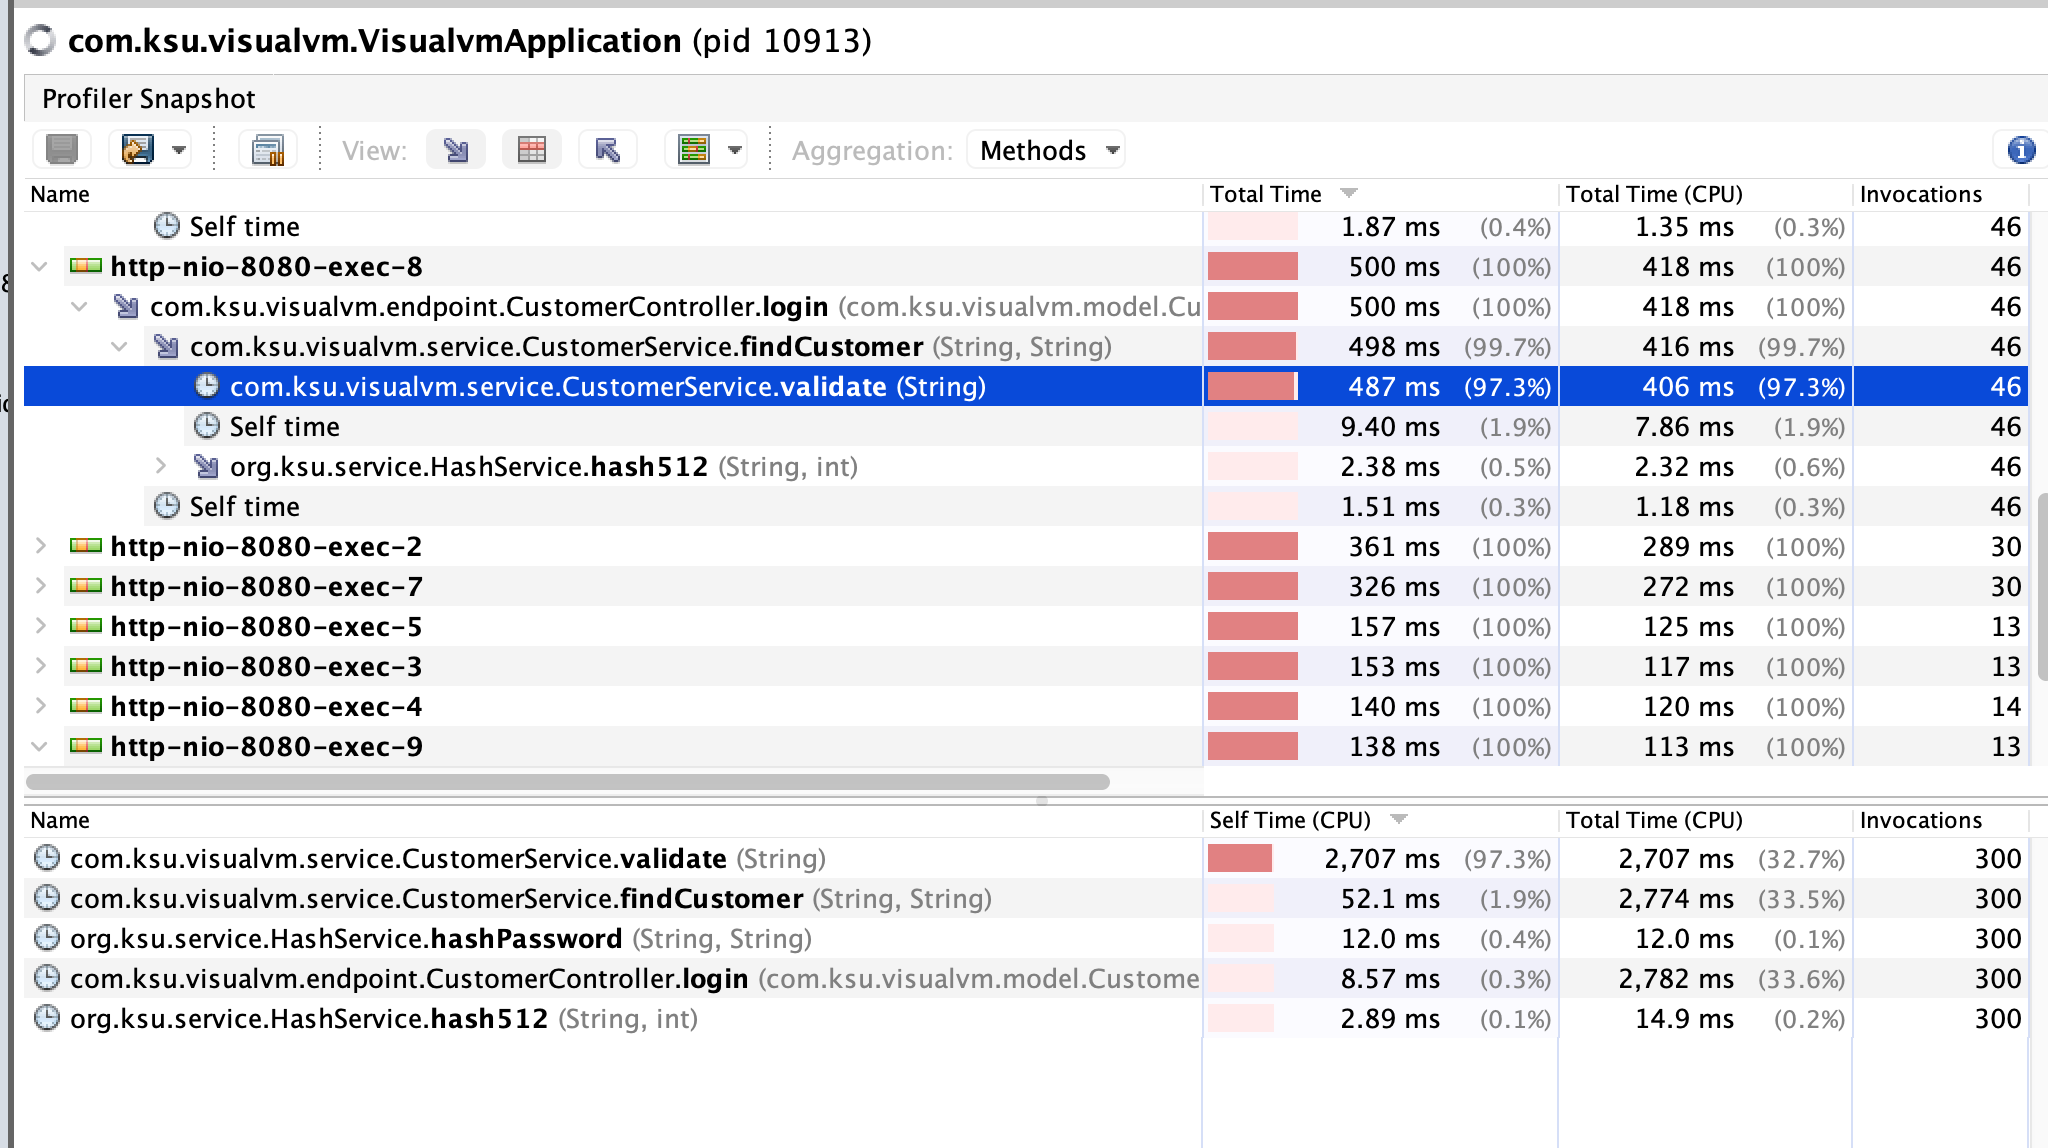 com.ksu.visualvm.VisualvmApplication (pid 10913)
Profiler Snapshot
View: Aggregation: Methods
Name Total Time Total Time (CPU) Invocations
Self time 1.87 ms (0.4%) 1.35 ms (0.3%) 46
http-nio-8080-exec-8 500 ms (100%) 418 ms (100%) 46
com.ksu.visualvm.endpoint.CustomerController.login (com.ksu.visualvm.model.Cu 500 ms (100%) 418 ms (100%) 46
com.ksu.visualvm.service.CustomerService.findCustomer (String, String) 498 ms (99.7%) 416 ms (99.7%) 46
com.ksu.visualvm.service.CustomerService.validate (String) 487 ms (97.3%) 406 ms (97.3%) 46
Self time 9.40 ms (1.9%) 7.86 ms (1.9%) 46
org.ksu.service.HashService.hash512 (String, int) 2.38 ms (0.5%) 2.32 ms (0.6%) 46
Self time 1.51 ms (0.3%) 1.18 ms (0.3%) 46
http-nio-8080-exec-2 361 ms (100%) 289 ms (100%) 30
http-nio-8080-exec-7 326 ms (100%) 272 ms (100%) 30
http-nio-8080-exec-5 157 ms (100%) 125 ms (100%) 13
http-nio-8080-exec-3 153 ms (100%) 117 ms (100%) 13
http-nio-8080-exec-4 140 ms (100%) 120 ms (100%) 14
http-nio-8080-exec-9 138 ms (100%) 113 ms (100%) 13
Name Self Time (CPU) Total Time (CPU) Invocations
com.ksu.visualvm.service.CustomerService.validate (String) 2,707 ms (97.3%) 2,707 ms (32.7%) 300
com.ksu.visualvm.service.CustomerService.findCustomer (String, String) 52.1 ms (1.9%) 2,774 ms (33.5%) 300
org.ksu.service.HashService.hashPassword (String, String) 12.0 ms (0.4%) 12.0 ms (0.1%) 300
com.ksu.visualvm.endpoint.CustomerController.login (com.ksu.visualvm.model.Custome 8.57 ms (0.3%) 2,782 ms (33.6%) 300
org.ksu.service.HashService.hash512 (String, int) 2.89 ms (0.1%) 14.9 ms (0.2%) 300